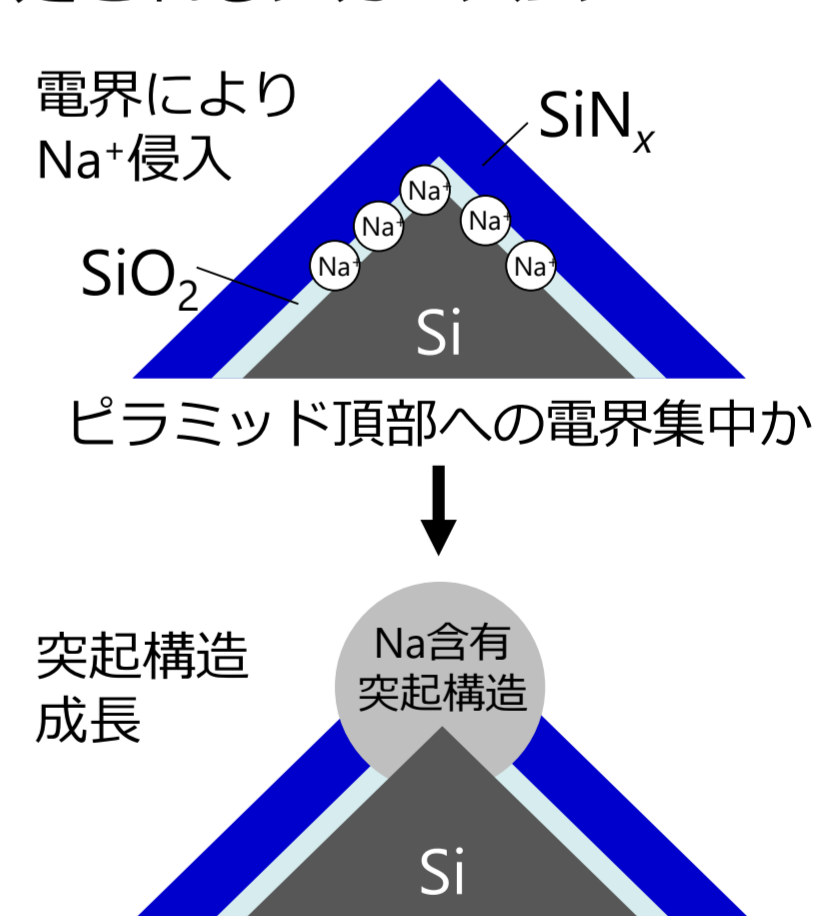 電界により
Na⁺侵入
SiNₓ
Na⁺
Na⁺
Na⁺
Na⁺
Na⁺
SiO₂
Si
ピラミッド頂部への電界集中か
突起構造
成長
Na含有
突起構造
Si